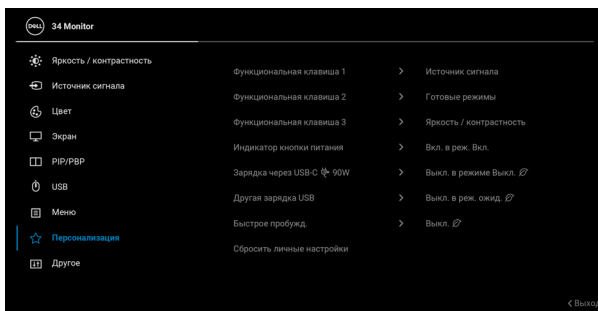 DELL 34 Monitor
Яркость / контрастность
Источник сигнала
Цвет
Экран
PIP/PBP
USB
Меню
Персонализация
Другое
Функциональная клавиша 1 > Источник сигнала
Функциональная клавиша 2 > Готовые режимы
Функциональная клавиша 3 > Яркость / контрастность
Индикатор кнопки питания > Вкл. в реж. Вкл.
Зарядка через USB-C 90W > Выкл. в режиме Выкл.
Другая зарядка USB > Выкл. в реж. ожид.
Быстрое пробужд. > Выкл.
Сбросить личные настройки
< Выход